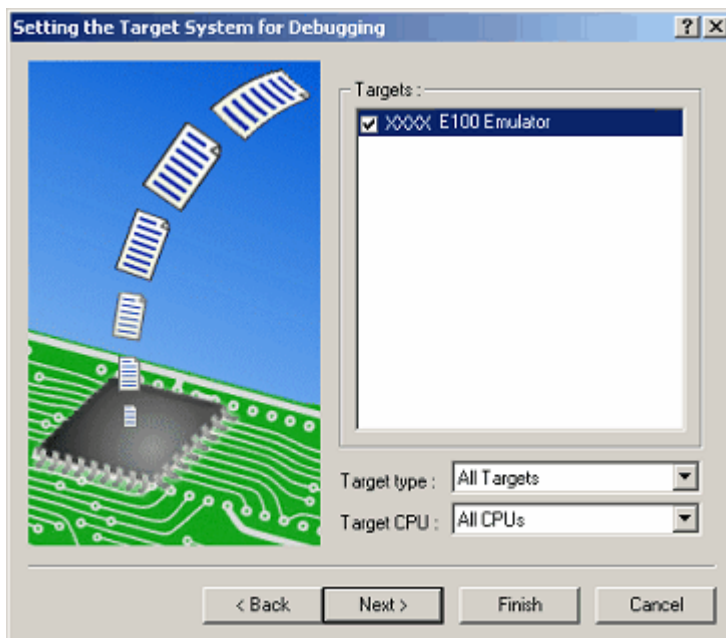 Setting the Target System for Debugging
Targets :
XXXX E100 Emulator
Target type : All Targets
Target CPU : All CPUs
< Back Next > Finish Cancel